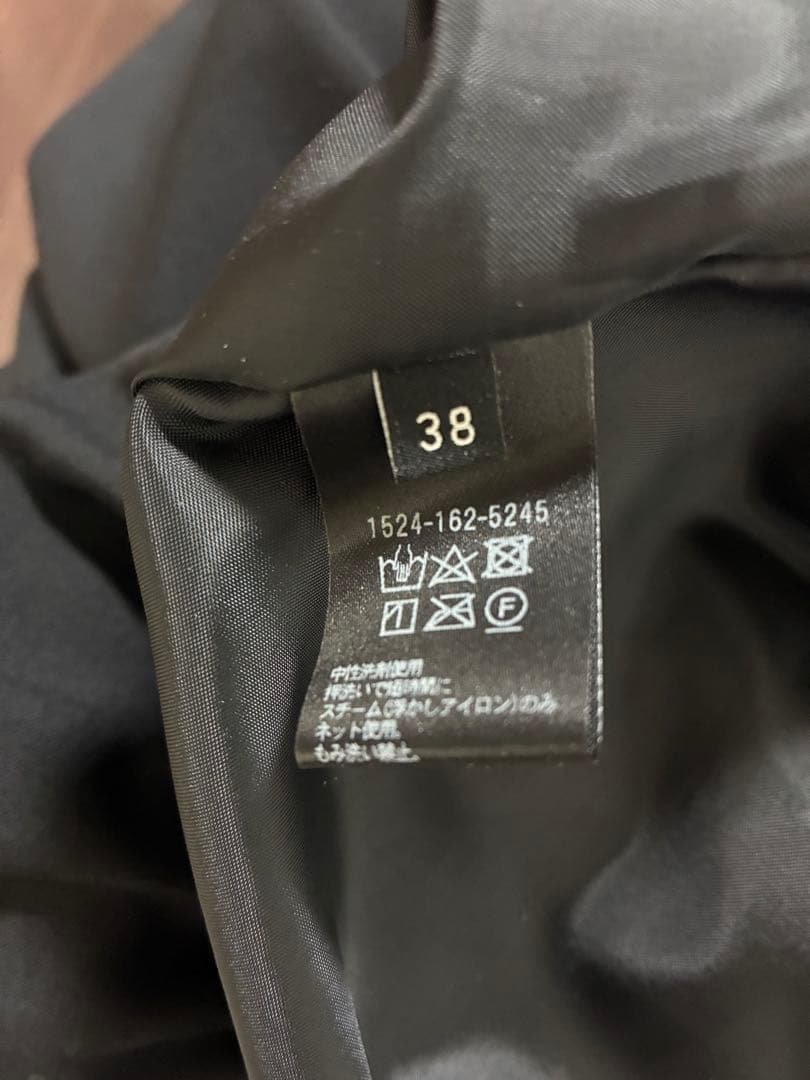 38
1524-162-5245
F
中性洗剤使用
押洗いで短時間に
スチーム(浮かしアイロン)のみ
ネット使用。
もみ洗い禁止